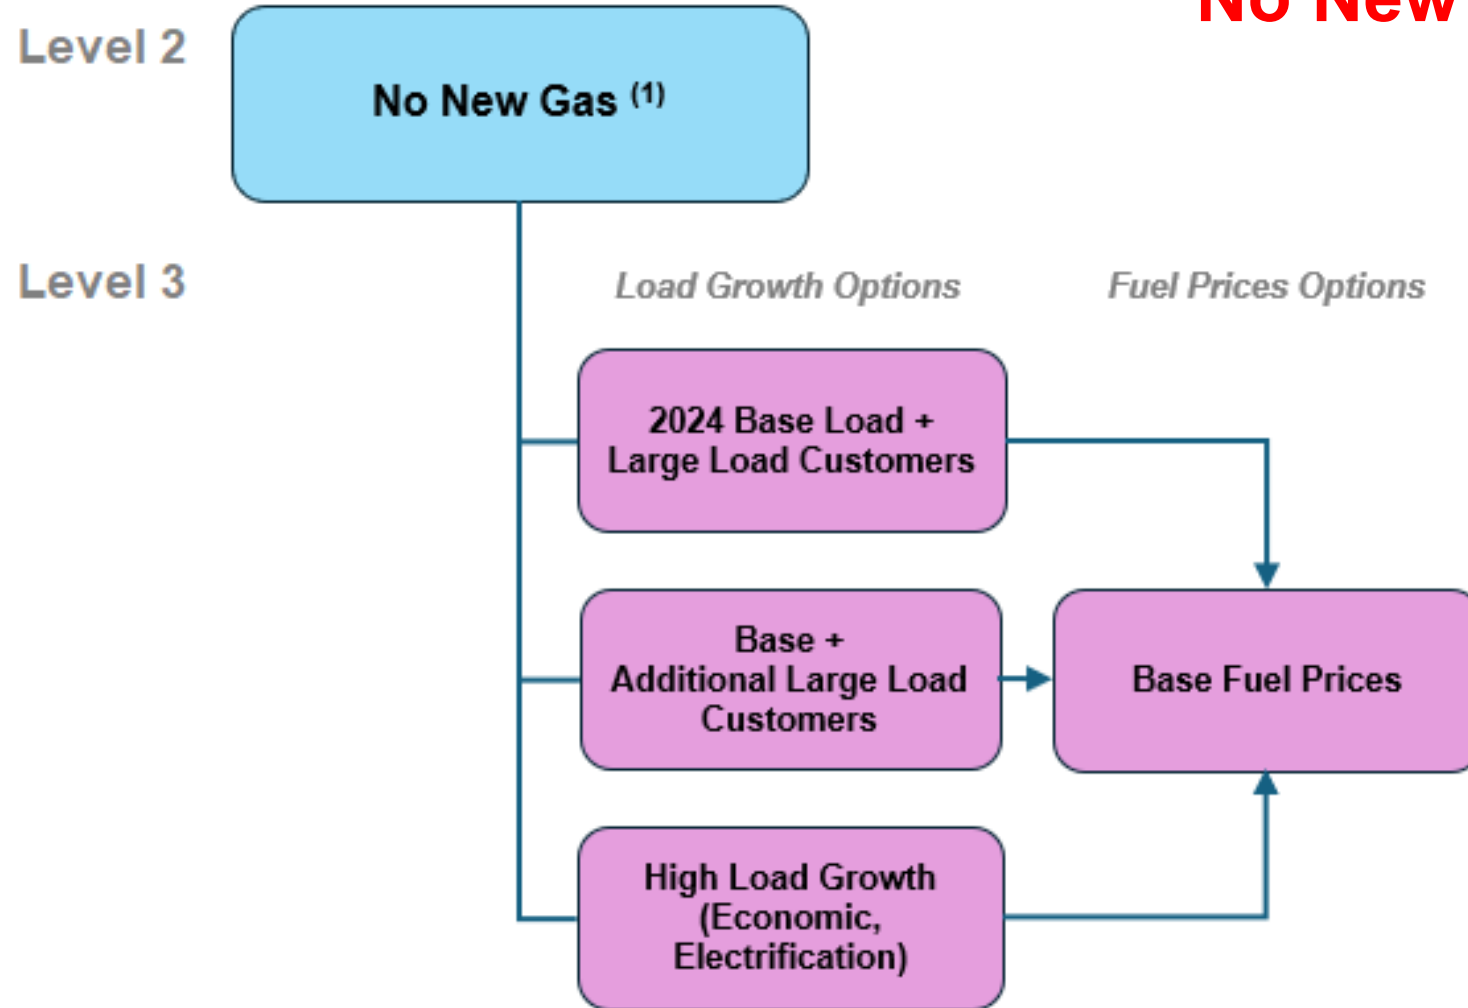 No New
Level 2
No New Gas (1)
Level 3
Load Growth Options
Fuel Prices Options
2024 Base Load +
Large Load Customers
Base +
Additional Large Load
Customers
Base Fuel Prices
High Load Growth
(Economic,
Electrification)